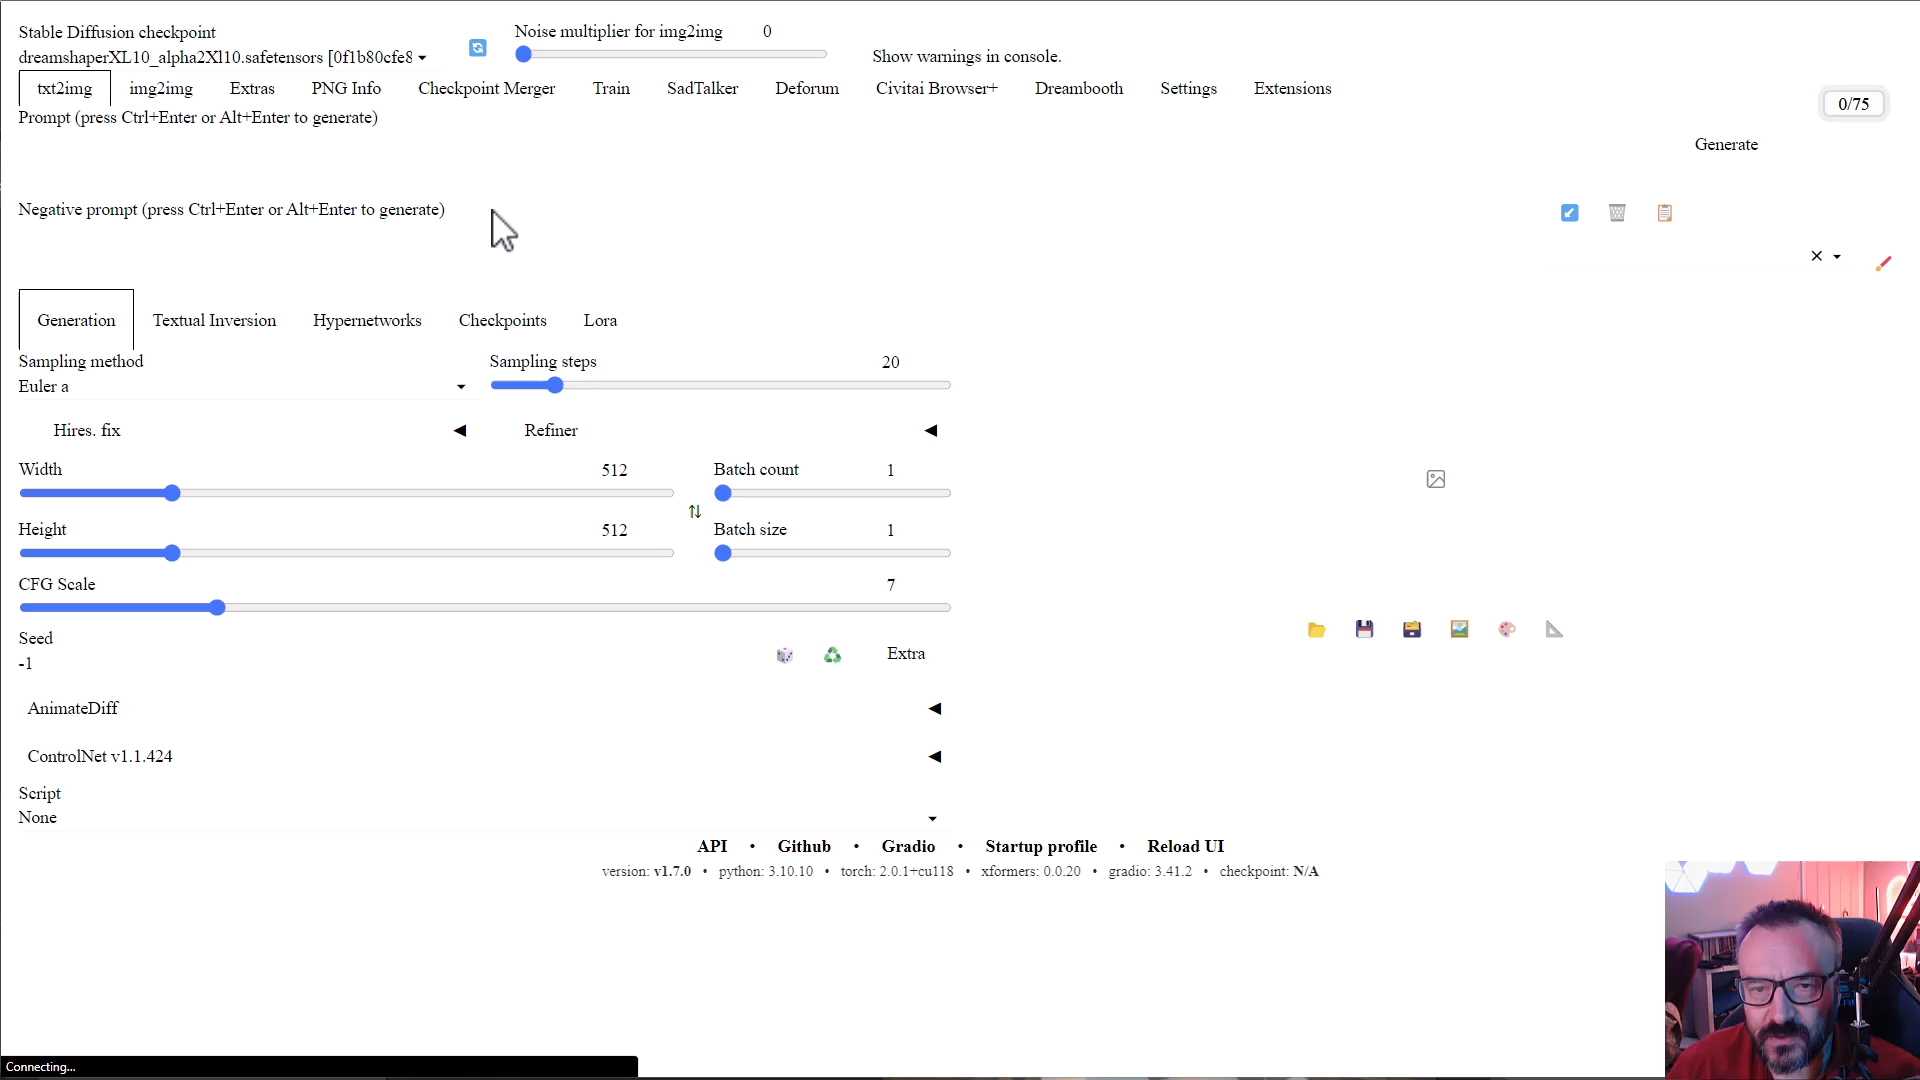 Stable Diffusion checkpoint
dreamshaperXL10_alpha2Xl10.safetensors [0f1b80cfe8
Noise multiplier for img2img 0
Show warnings in console.
txt2img img2img Extras PNG Info Checkpoint Merger Train SadTalker Deforum Civitai Browser+ Dreambooth Settings Extensions
Prompt (press Ctrl+Enter or Alt+Enter to generate)
0/75
Generate
Negative prompt (press Ctrl+Enter or Alt+Enter to generate)
Generation Textual Inversion Hypernetworks Checkpoints Lora
Sampling method
Euler a
Sampling steps 20
Hires. fix Refiner
Width 512
Batch count 1
Height 512
Batch size 1
CFG Scale 7
Seed
-1
Extra
AnimateDiff
ControlNet v1.1.424
Script
None
API • Github • Gradio • Startup profile • Reload UI
version: v1.7.0 • python: 3.10.10 • torch: 2.0.1+cu118 • xformers: 0.0.20 • gradio: 3.41.2 • checkpoint: N/A
Connecting...